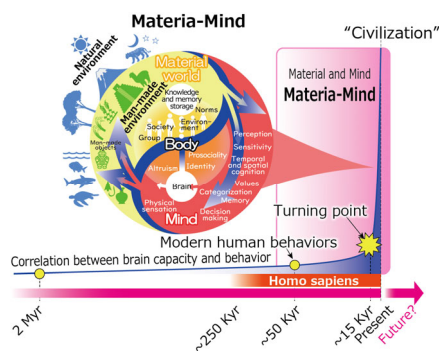 Materia-Mind
"Civilization"
Natural
environment
Man-made
environment
Material
world
Knowledge and memory
storage
Norms
Environ-
ment
Society
Group
Man-made
objects
Body
Prosociality
Altruism
Identity
Brain
Mind
Physical
sensation
Perception
Sensitivity
Temporal
and spatial
cognition
Values
Categorization
Memory
Decision
making
Material and Mind
Materia-Mind
Turning point
Modern human behaviors
Correlation between brain capacity and behavior
Homo sapiens
2 Myr
~250 Kyr
~50 Kyr
~15 Kyr
Present
Future?